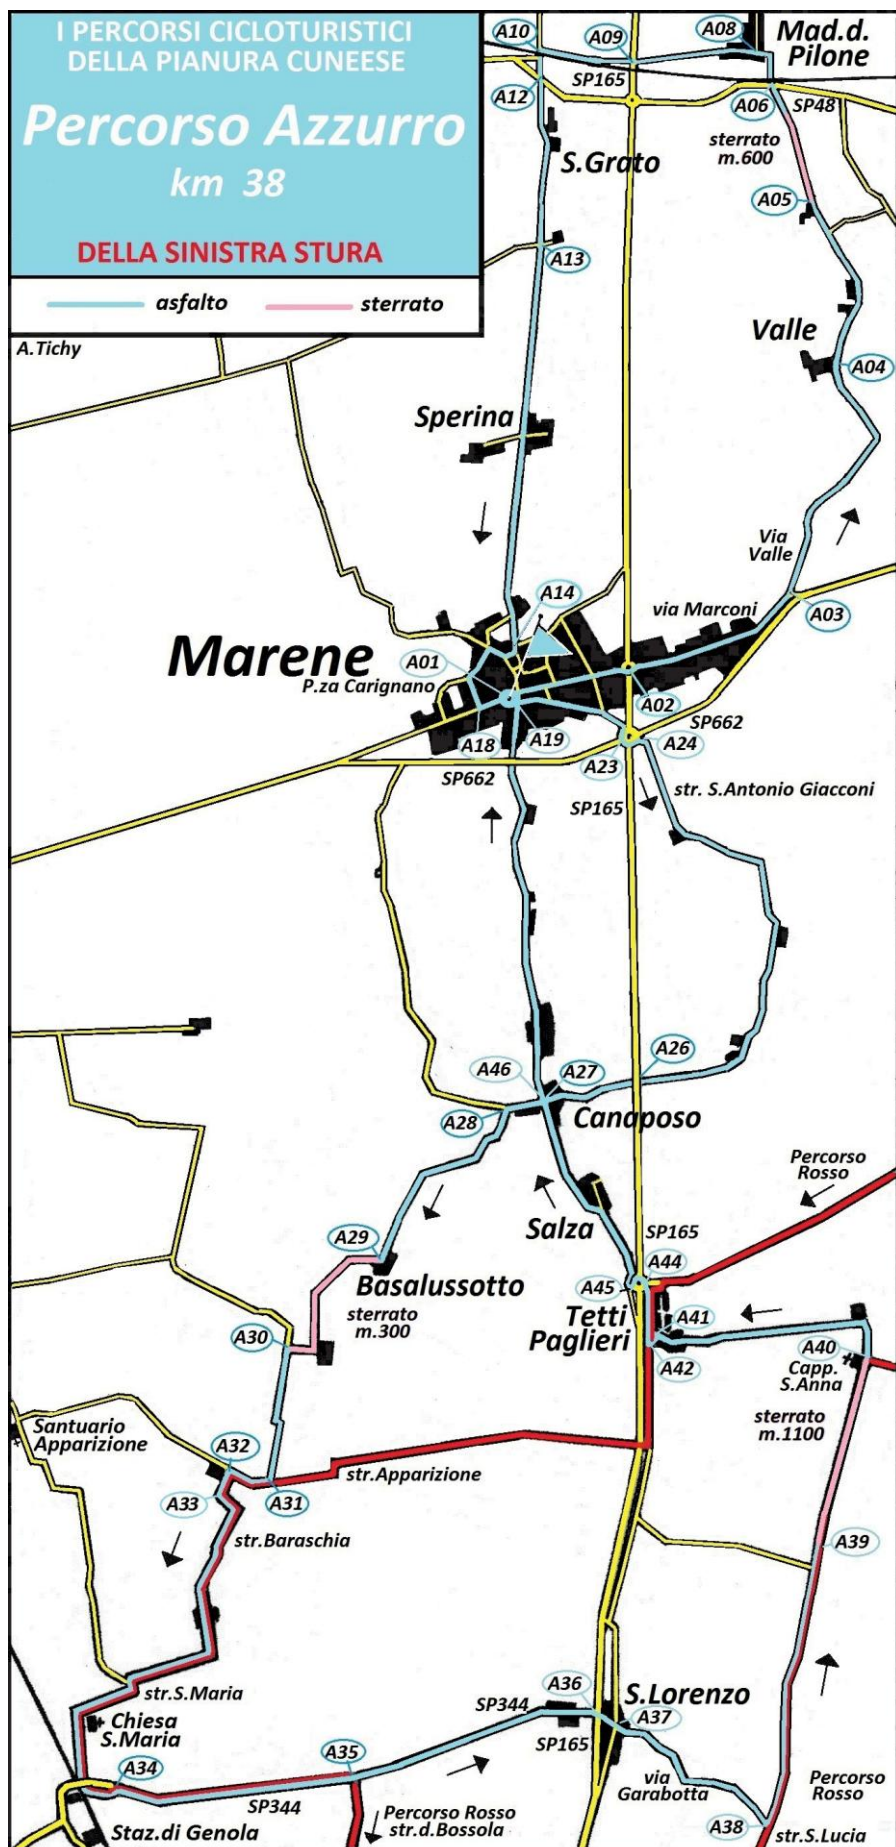 I PERCORSI CICLOTURISTICI
DELLA PIANURA CUNEESE
Percorso Azzurro
km 38
DELLA SINISTRA STURA
asfalto
sterrato
A10
A09
A08
Mad.d.
Pilone
SP165
A12
A06
SP48
sterrato
m.600
S.Grato
A05
A13
A.Tichy
Valle
A04
Sperina
Via
Valle
A14
via Marconi
A03
Marene
A01
P.za Carignano
A02
A18
A19
A23
A24
SP662
SP662
SP165
str. S.Antonio Giacconi
A46
A27
A26
A28
Canaposo
Percorso
Rosso
A29
Salza
SP165
Basalussotto
A45
A44
sterrato
m.300
Tetti
Paglieri
A41
A30
A42
A40
Capp.
S.Anna
sterrato
m.1100
Santuario
Apparizione
A32
str.Apparizione
A33
A31
str.Baraschia
A39
str.S.Maria
A36
S.Lorenzo
SP344
A37
Chiesa
S.Maria
SP165
A34
A35
via
Garabotta
Percorso
Rosso
SP344
Percorso Rosso
str.d.Bossola
A38
Staz.di Genola
str.S.Lucia